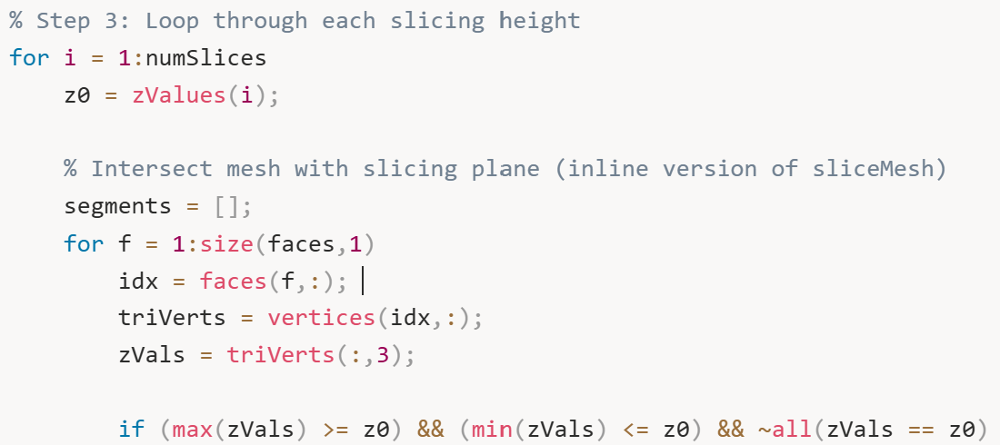 % Step 3: Loop through each slicing height
for i = 1:numSlices
    z0 = zValues(i);

    % Intersect mesh with slicing plane (inline version of sliceMesh)
    segments = [];
    for f = 1:size(faces,1)
        idx = faces(f,:);
        triVerts = vertices(idx,:);
        zVals = triVerts(:,3);

        if (max(zVals) >= z0) && (min(zVals) <= z0) && ~all(zVals == z0)